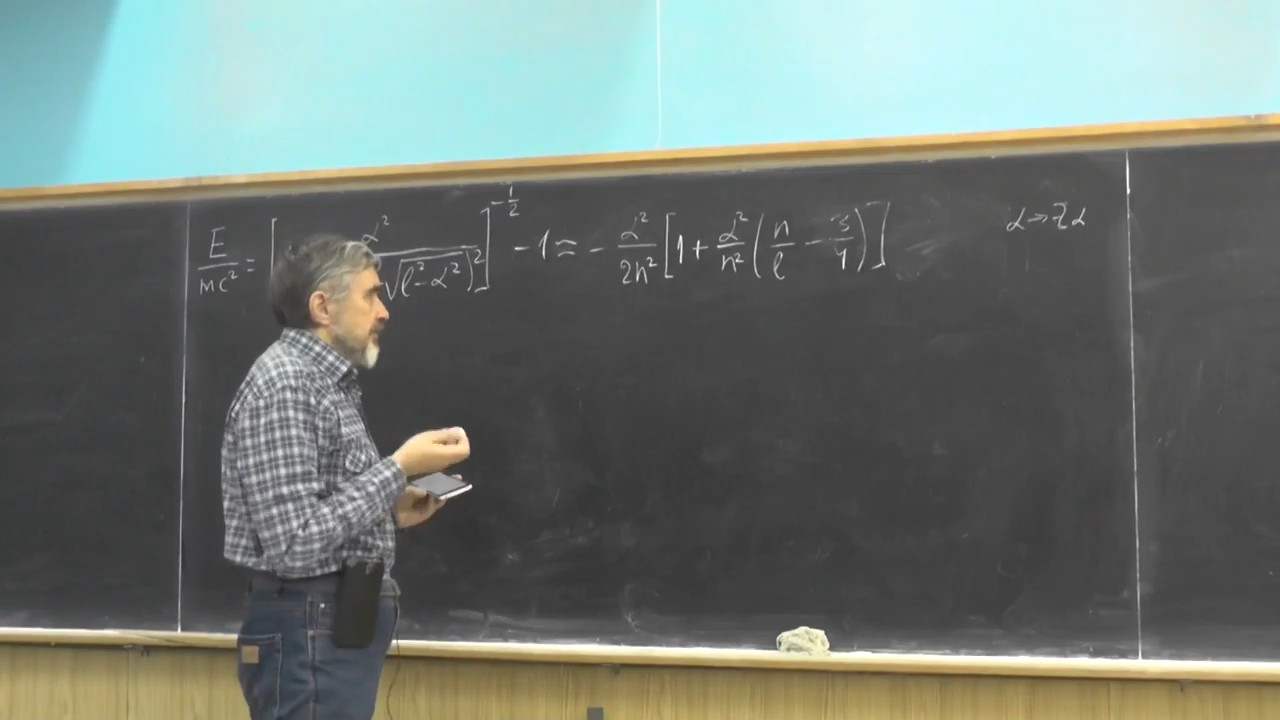 E/mc² = [ α² √(ℓ²-α²))² ]^-1/2 - 1 ≈ - α²/2n² [ 1 + α²/n² ( n/ℓ - 3/4 ) ] α → Zα